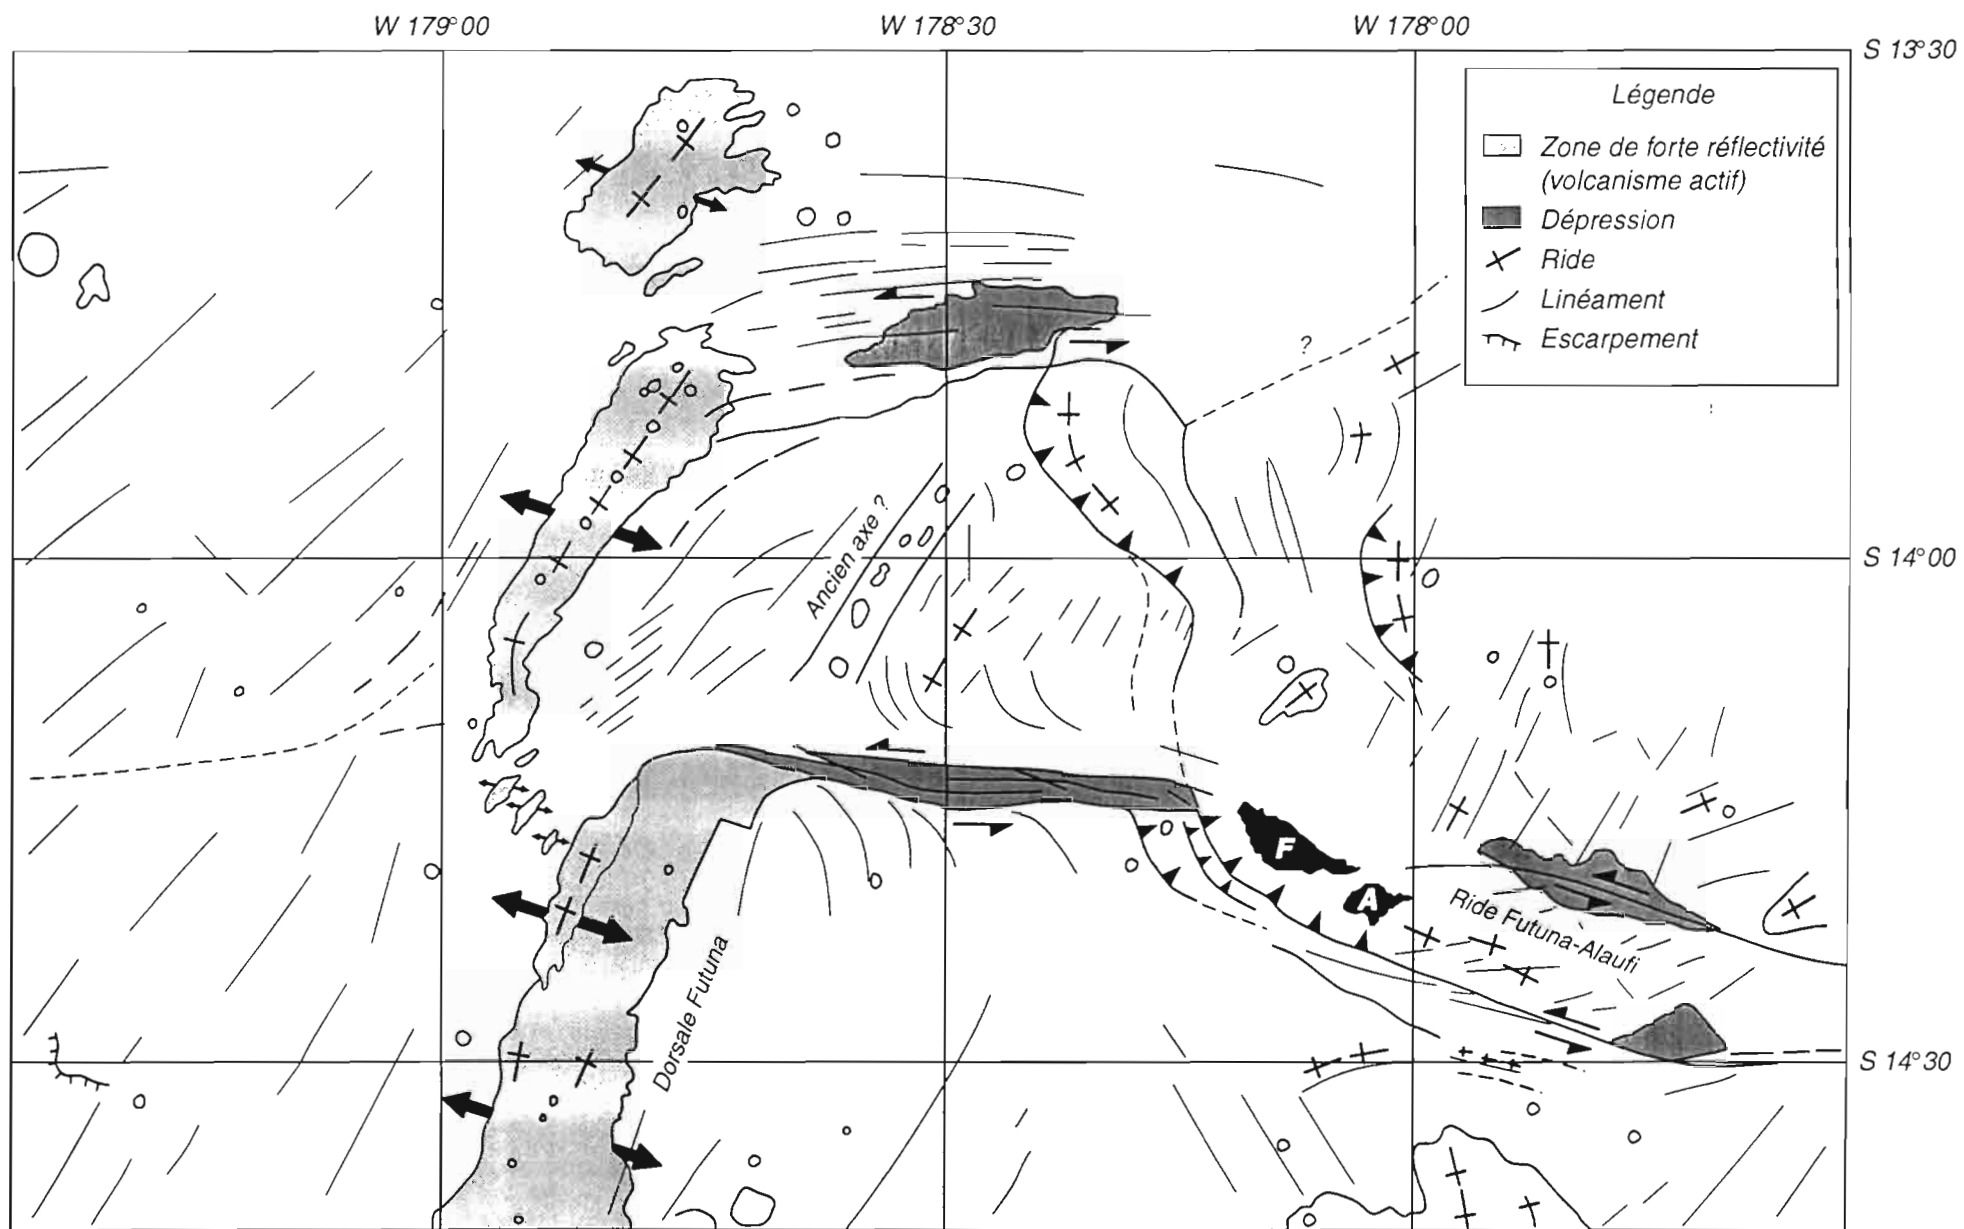 W 179°00
W 178°30
W 178°00
S 13°30
Légende
Zone de forte réflectivité
(volcanisme actif)
Dépression
Ride
Linéament
Escarpement
?
Ancien axe ?
S 14°00
F
A
Ride Futuna-Alaufi
Dorsale Futuna
S 14°30